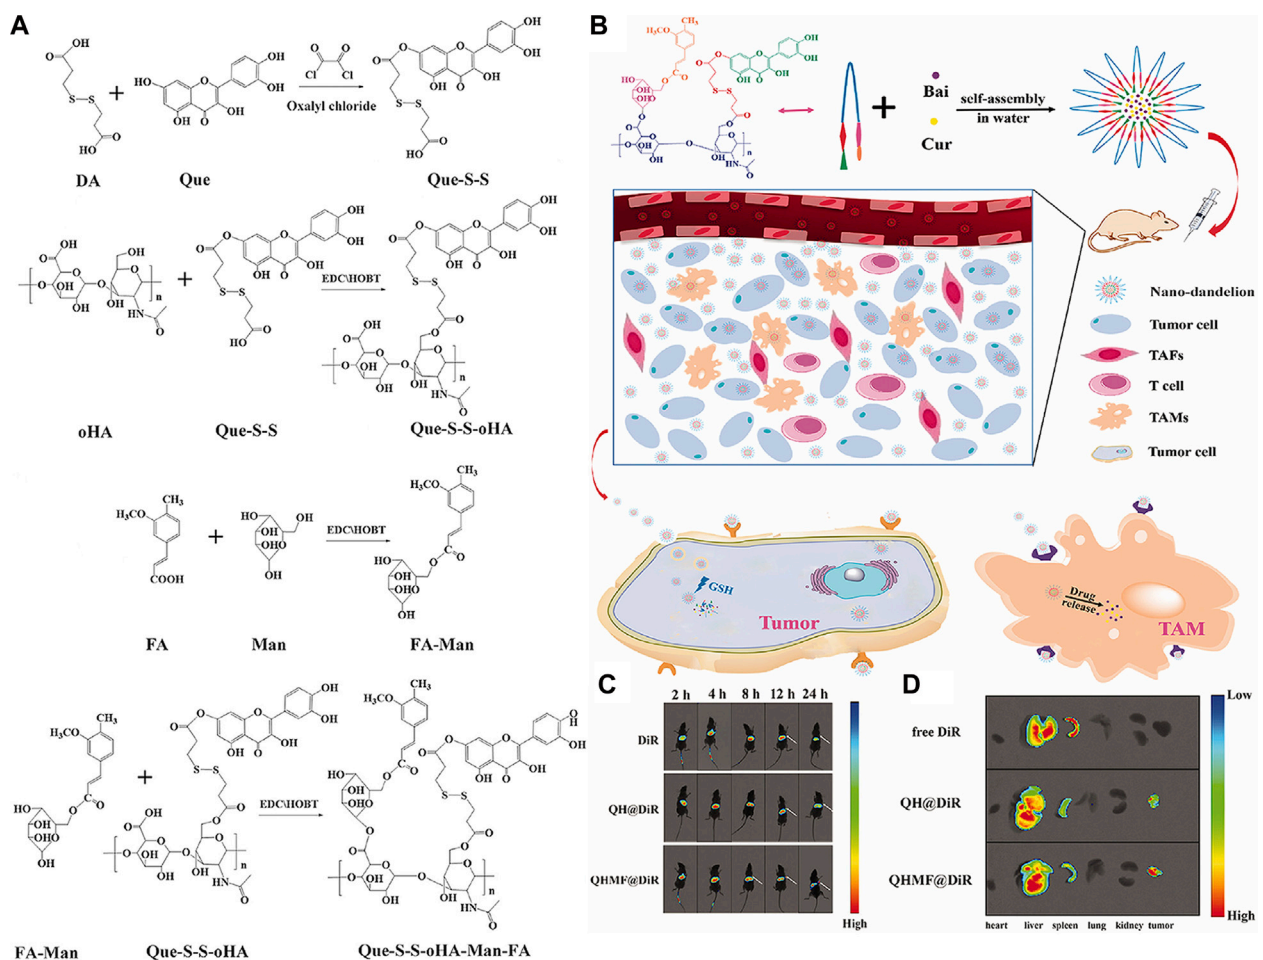 A
DA
+
Que
Oxalyl chloride
Que-S-S
oHA
+
Que-S-S
EDC\HOBT
Que-S-S-oHA
FA
+
Man
EDC\HOBT
FA-Man
FA-Man
+
Que-S-S-oHA
EDC\HOBT
Que-S-S-oHA-Man-FA
B
+
Bai
Cur
self-assembly
in water
Nano-dandelion
Tumor cell
TAFs
T cell
TAMs
Tumor cell
GSH
Tumor
Drug
release
TAM
C
2 h 4 h 8 h 12 h 24 h
DiR
QH@DiR
QHMF@DiR
High
D
Low
free DiR
QH@DiR
QHMF@DiR
High
heart liver spleen lung kidney tumor